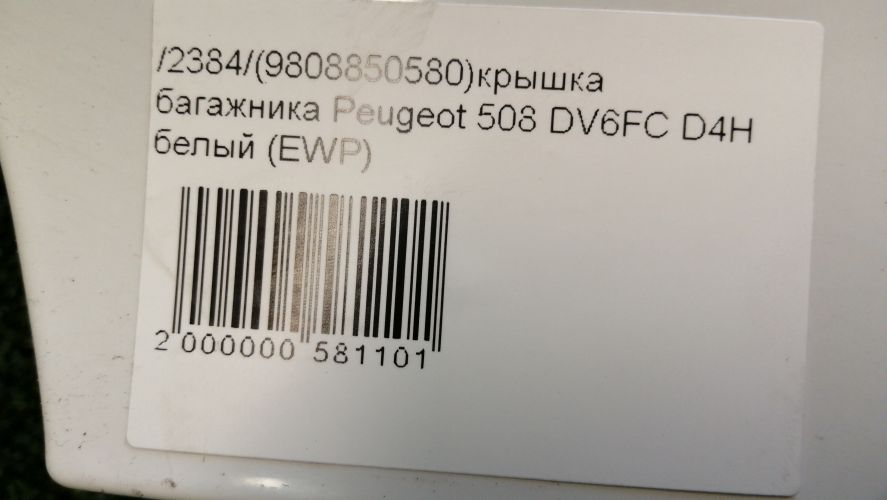 /2384/(9808850580)крышка
багажника Peugeot 508 DV6FC D4H
белый (EWP)
2 000000 581101